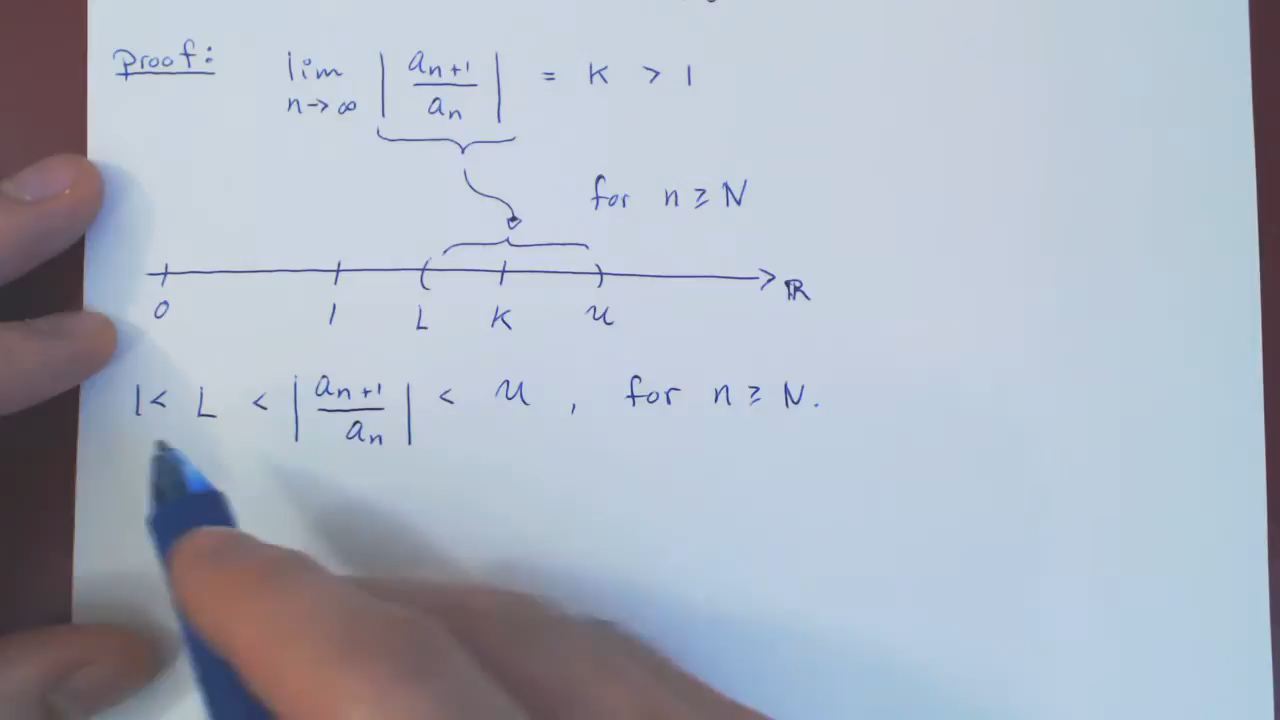 Proof: lim n→∞ | a_{n+1} / a_n | = K > 1
for n ≥ N
0 1 L K U ℝ
1 < L < | a_{n+1} / a_n | < U , for n ≥ N.